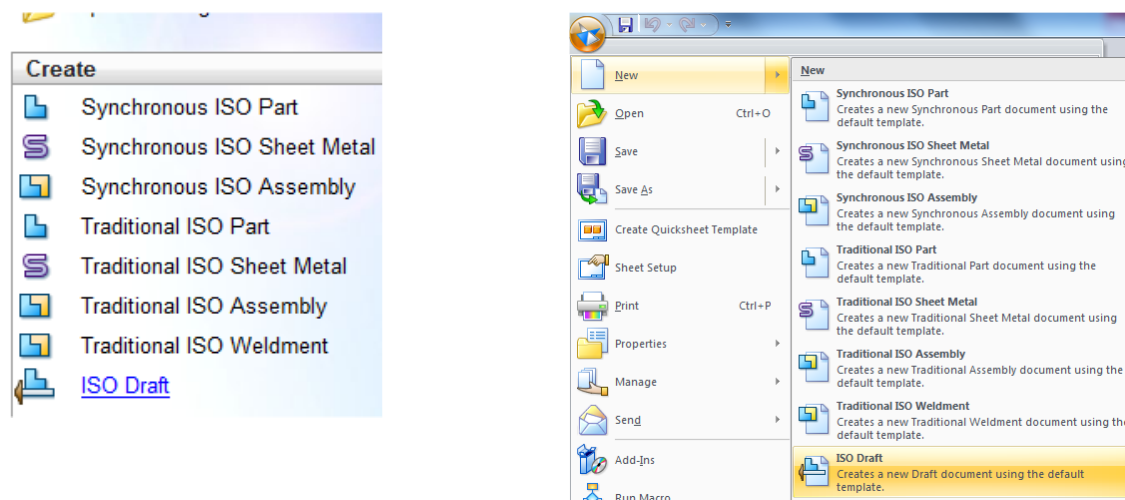 Create
Synchronous ISO Part
Synchronous ISO Sheet Metal
Synchronous ISO Assembly
Traditional ISO Part
Traditional ISO Sheet Metal
Traditional ISO Assembly
Traditional ISO Weldment
ISO Draft
New
Open Ctrl+O
Save
Save As
Create Quicksheet Template
Sheet Setup
Print Ctrl+P
Properties
Manage
Send
Add-Ins
Run Macro
New
Synchronous ISO Part
Creates a new Synchronous Part document using the
default template.
Synchronous ISO Sheet Metal
Creates a new Synchronous Sheet Metal document using
the default template.
Synchronous ISO Assembly
Creates a new Synchronous Assembly document using
the default template.
Traditional ISO Part
Creates a new Traditional Part document using the
default template.
Traditional ISO Sheet Metal
Creates a new Traditional Sheet Metal document using
the default template.
Traditional ISO Assembly
Creates a new Traditional Assembly document using the
default template.
Traditional ISO Weldment
Creates a new Traditional Weldment document using the
default template.
ISO Draft
Creates a new Draft document using the default
template.